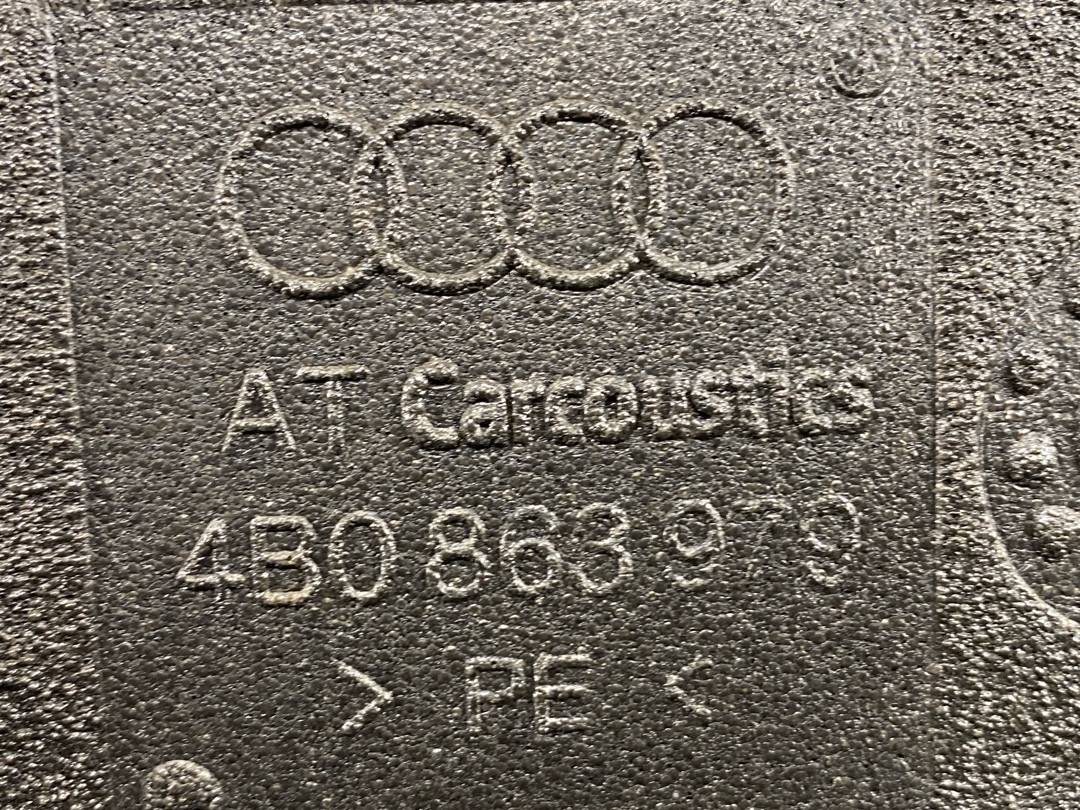 AT Carcoustics
4B0 863 979
> PE <